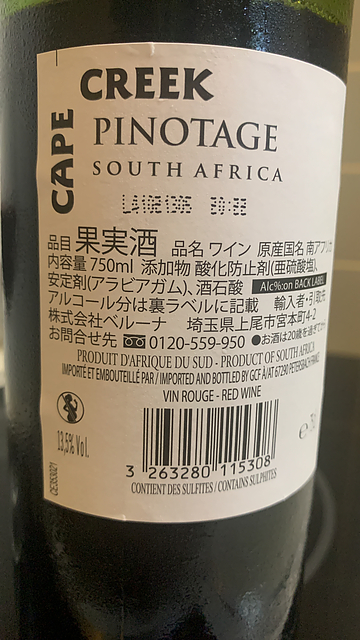 CAPE
CREEK
PINOTAGE
SOUTH AFRICA
品目 果実酒 品名 ワイン 原産国名 南アフリカ
内容量 750ml 添加物 酸化防止剤(亜硫酸塩)、
安定剤(アラビアガム)、酒石酸 Alc%:on BACK LABEL
アルコール分は裏ラベルに記載 輸入者・引取先
株式会社ベルーナ 埼玉県上尾市宮本町4-2
お問合せ先 0120-559-950 ●お酒は20歳を過ぎてから
PRODUIT D'AFRIQUE DU SUD - PRODUCT OF SOUTH AFRICA
IMPORTÉ ET EMBOUTEILLÉ PAR / IMPORTED AND BOTTLED BY GCF À/AT 67290 PETERSBACH FRANCE
VIN ROUGE - RED WINE
13,5% Vol.
e
3 263280 115308
CONTIENT DES SULFITES / CONTAINS SULPHITES